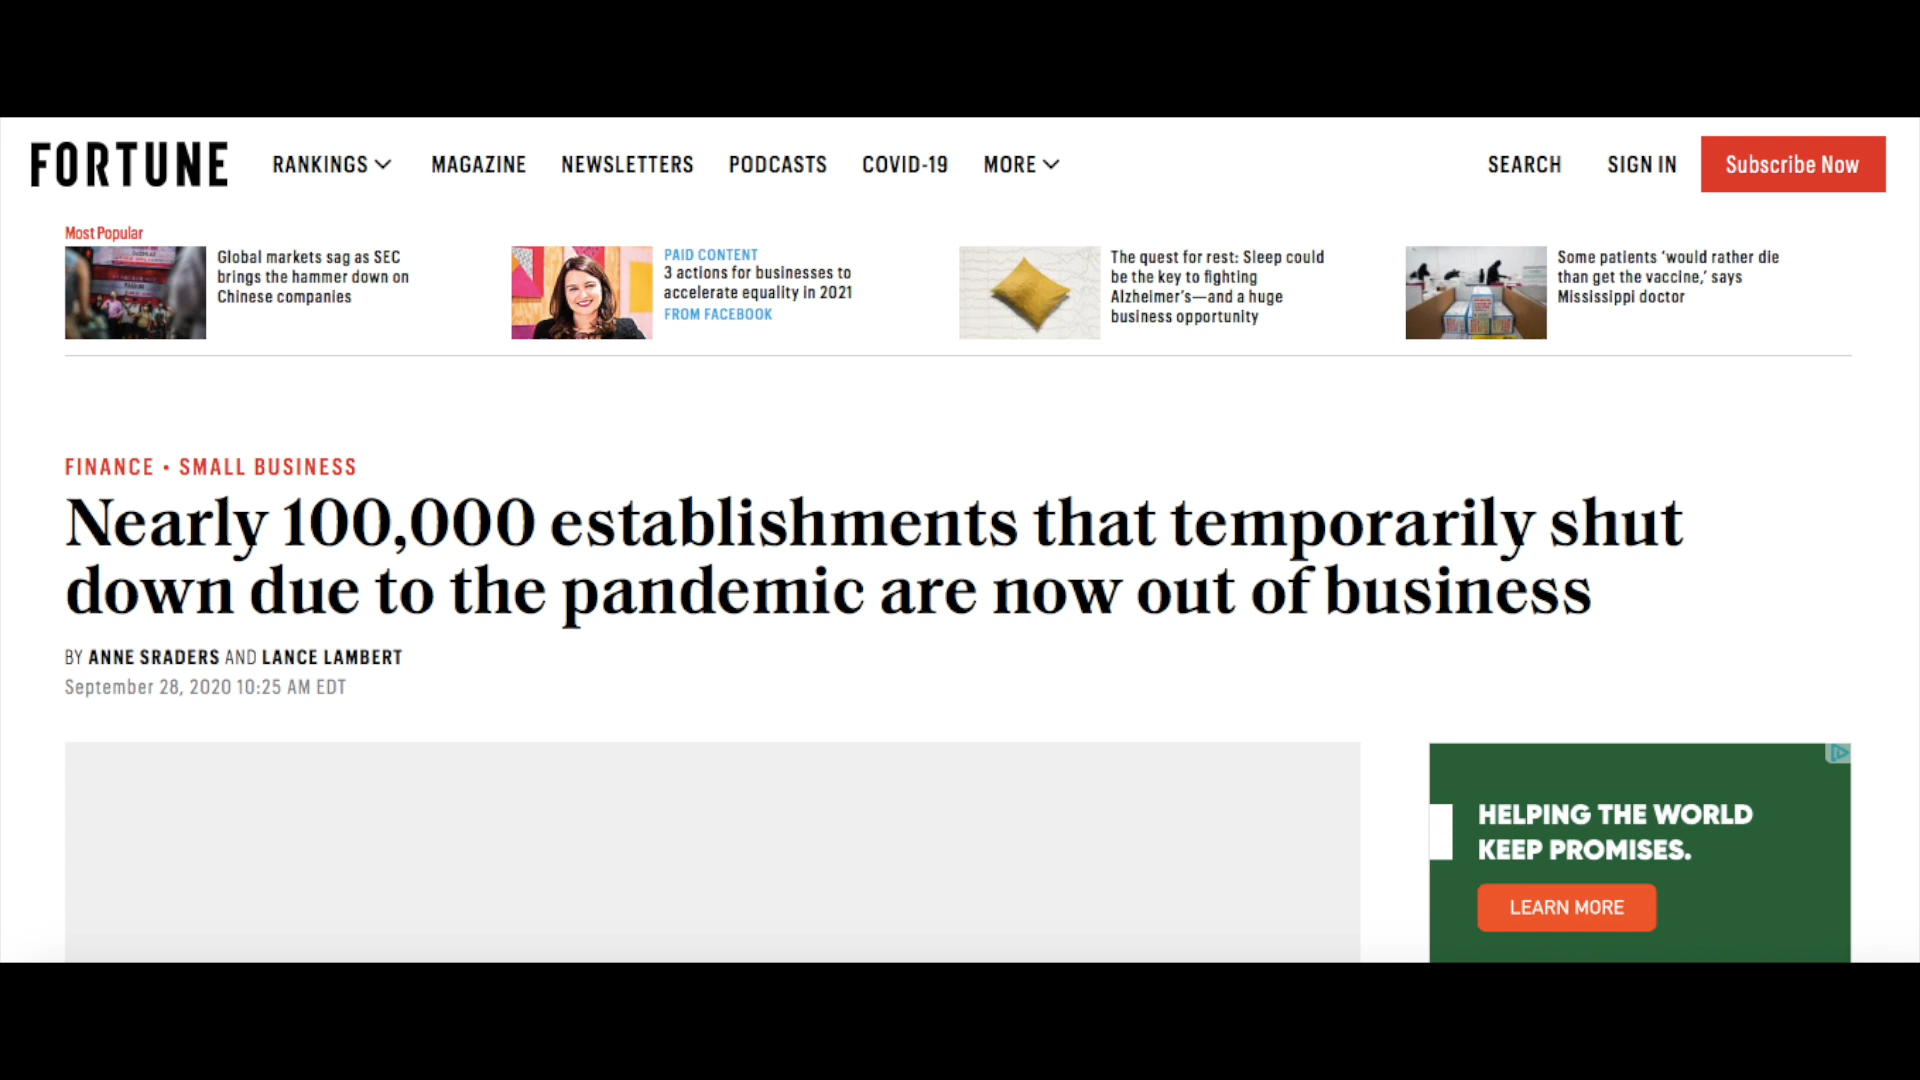 FORTUNE RANKINGS MAGAZINE NEWSLETTERS PODCASTS COVID-19 MORE SEARCH SIGN IN Subscribe Now
Most Popular
Global markets sag as SEC
brings the hammer down on
Chinese companies
PAID CONTENT
3 actions for businesses to
accelerate equality in 2021
FROM FACEBOOK
The quest for rest: Sleep could
be the key to fighting
Alzheimer's—and a huge
business opportunity
Some patients ‘would rather die
than get the vaccine,’ says
Mississippi doctor
FINANCE • SMALL BUSINESS
Nearly 100,000 establishments that temporarily shut
down due to the pandemic are now out of business
BY ANNE SRADERS AND LANCE LAMBERT
September 28, 2020 10:25 AM EDT
HELPING THE WORLD
KEEP PROMISES.
LEARN MORE